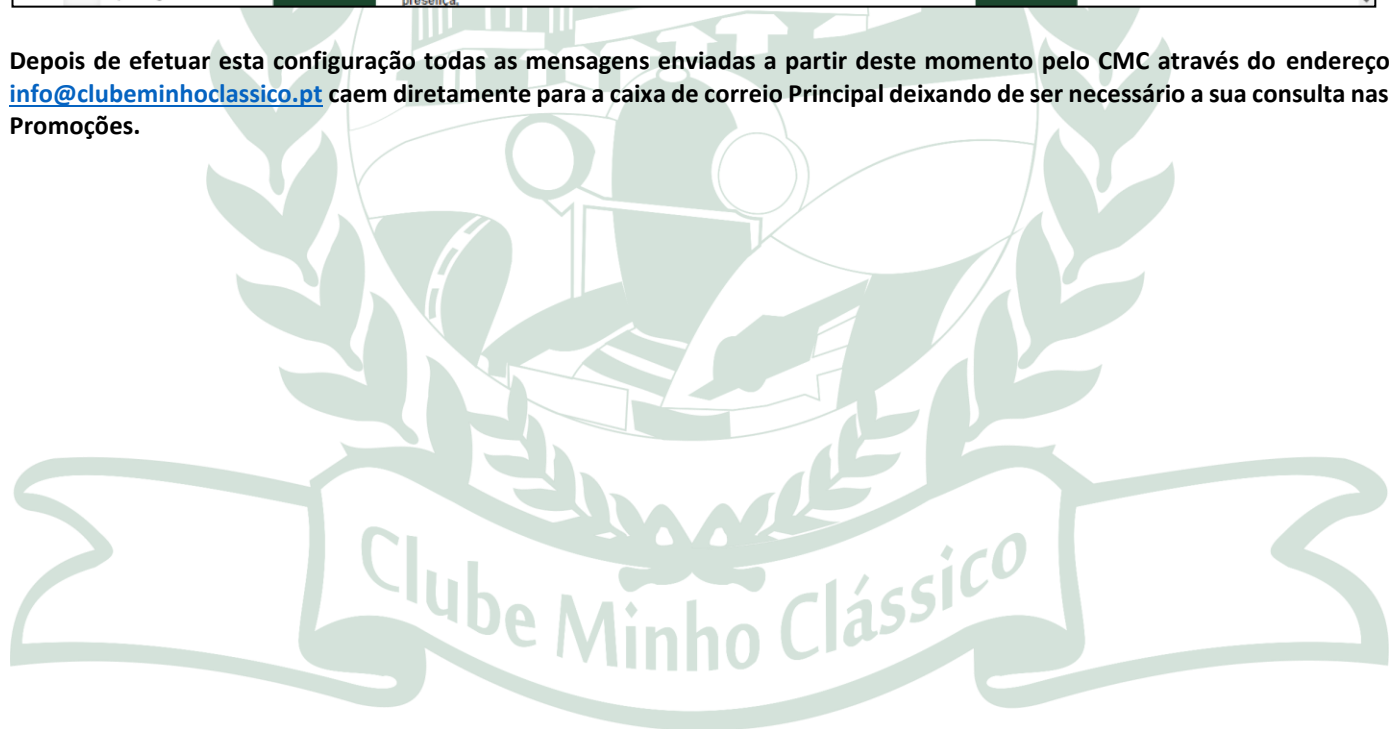 presença.
Depois de efetuar esta configuração todas as mensagens enviadas a partir deste momento pelo CMC através do endereço
info@clubeminhoclassico.pt caem diretamente para a caixa de correio Principal deixando de ser necessário a sua consulta nas
Promoções.
Clube Minho Clássico